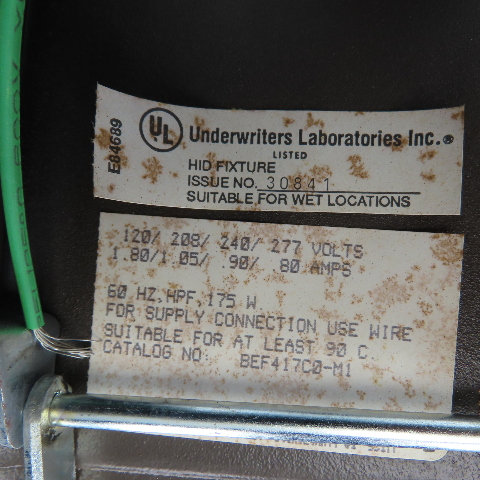 E84689
UL
Underwriters Laboratories Inc.®
LISTED
HID FIXTURE
ISSUE NO. 30841
SUITABLE FOR WET LOCATIONS
120/ 208/ 240/ 277 VOLTS
1.80/1.05/ .90/ .80 AMPS
60 HZ,HPF,175 W
FOR SUPPLY CONNECTION USE WIRE
SUITABLE FOR AT LEAST 90 C
CATALOG NO: BEF417C0-M1